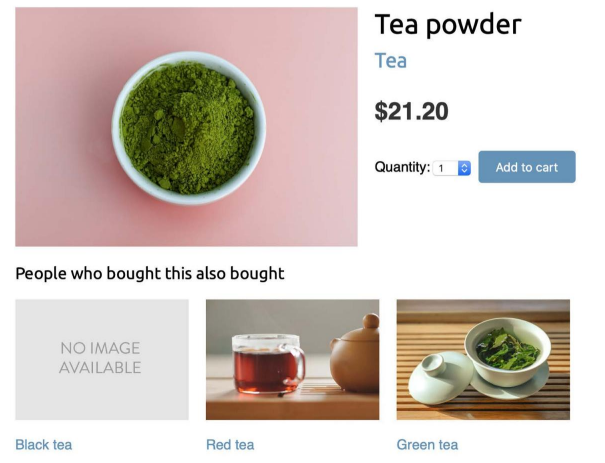 Tea powder
Tea
$21.20
Quantity: 1 Add to cart
People who bought this also bought
NO IMAGE
AVAILABLE
Black tea Red tea Green tea